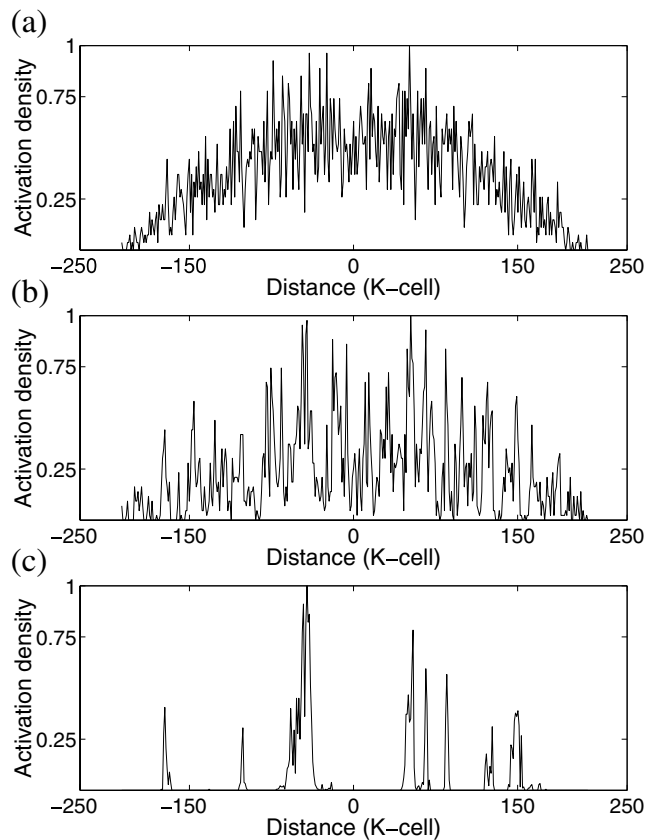 (a)
1
0.75
0.25
Activation density
−250 −150 0 150 250
Distance (K−cell)
(b)
1
0.75
0.25
Activation density
−250 −150 0 150 250
Distance (K−cell)
(c)
1
0.75
0.25
Activation density
−250 −150 0 150 250
Distance (K−cell)